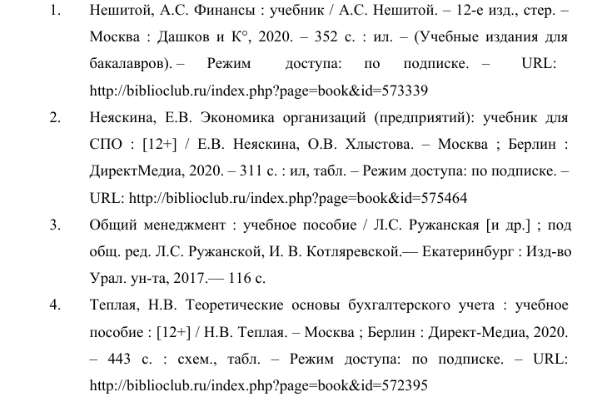 1. Нешитой, А.С. Финансы : учебник / А.С. Нешитой. – 12-е изд., стер. –
Москва : Дашков и К°, 2020. – 352 с. : ил. – (Учебные издания для
бакалавров). – Режим доступа: по подписке. – URL:
http://biblioclub.ru/index.php?page=book&id=573339
2. Неяскина, Е.В. Экономика организаций (предприятий): учебник для
СПО : [12+] / Е.В. Неяскина, О.В. Хлыстова. – Москва ; Берлин :
ДиректМедиа, 2020. – 311 с. : ил, табл. – Режим доступа: по подписке. –
URL: http://biblioclub.ru/index.php?page=book&id=575464
3. Общий менеджмент : учебное пособие / Л.С. Ружанская [и др.] ; под
общ. ред. Л.С. Ружанской, И. В. Котляревской.— Екатеринбург : Изд-во
Урал. ун-та, 2017.— 116 с.
4. Теплая, Н.В. Теоретические основы бухгалтерского учета : учебное
пособие : [12+] / Н.В. Теплая. – Москва ; Берлин : Директ-Медиа, 2020.
– 443 с. : схем., табл. – Режим доступа: по подписке. – URL:
http://biblioclub.ru/index.php?page=book&id=572395